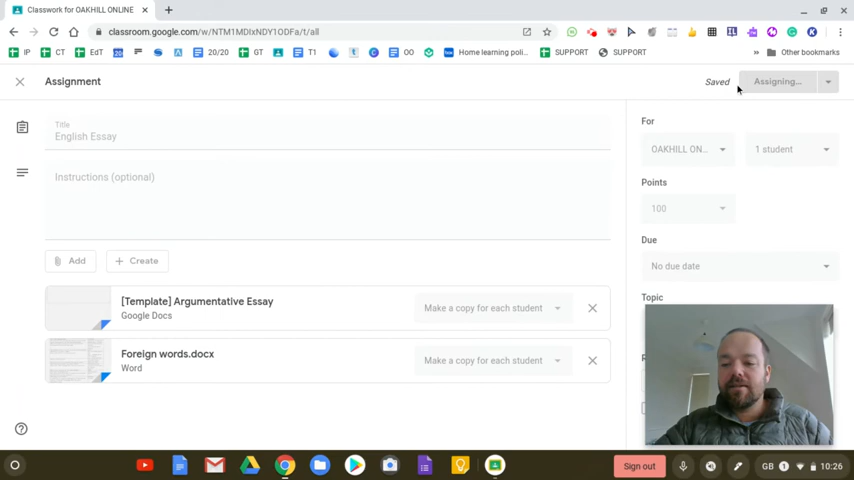 Classwork for OAKHILL ONLINE
classroom.google.com/w/NTM1MDIxNDY1ODFa/t/all
IP CT EdT 20/20 GT T1 OO Home learning poli... SUPPORT SUPPORT » Other bookmarks
Assignment Saved Assigning...
Title
English Essay
Instructions (optional)
Add + Create
[Template] Argumentative Essay
Google Docs
Make a copy for each student
Foreign words.docx
Word
Make a copy for each student
For
OAKHILL ON... 1 student
Points
100
Due
No due date
Topic
Sign out GB 1 10:26